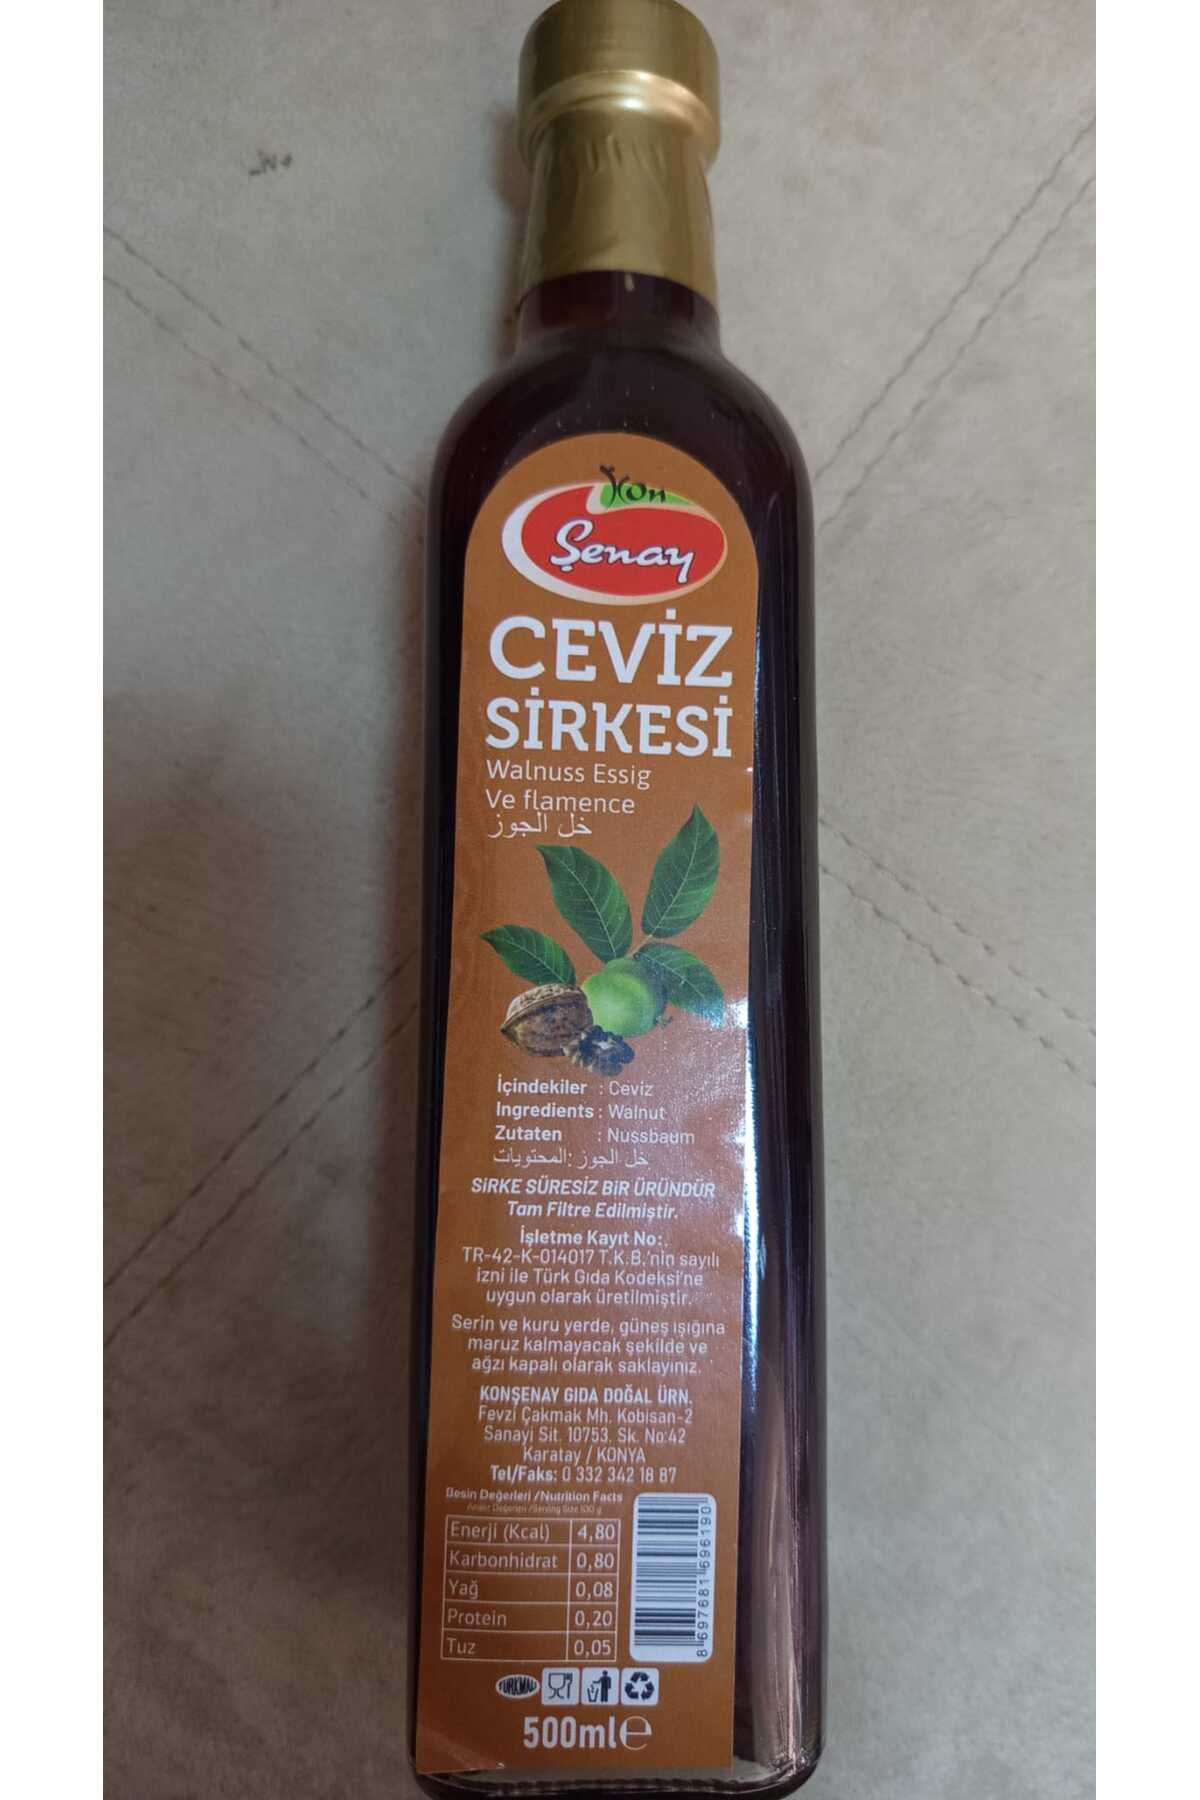 Kon
Şenay
CEVİZ
SİRKESİ
Walnuss Essig
Ve flamence
خل الجوز
İçindekiler : Ceviz
Ingredients : Walnut
Zutaten : Nussbaum
خل الجوز :المحتويات
SİRKE SÜRESİZ BİR ÜRÜNDÜR
Tam Filtre Edilmiştir.
İşletme Kayıt No:.
TR-42-K-014017 T.K.B.'nin sayılı
izni ile Türk Gıda Kodeksi'ne
uygun olarak üretilmiştir.
Serin ve kuru yerde, güneş ışığına
maruz kalmayacak şekilde ve
ağzı kapalı olarak saklayınız.
KONŞENAY GIDA DOĞAL ÜRN.
Fevzi Çakmak Mh. Kobisan-2
Sanayi Sit. 10753. Sk. No:42
Karatay / KONYA
Tel/Faks: 0 332 342 18 87
Besin Değerleri /Nutrition Facts
Enerji (Kcal) 4,80
Karbonhidrat 0,80
Yağ 0,08
Protein 0,20
Tuz 0,05
8 697681 696190
TÜRKMALI
500ml e